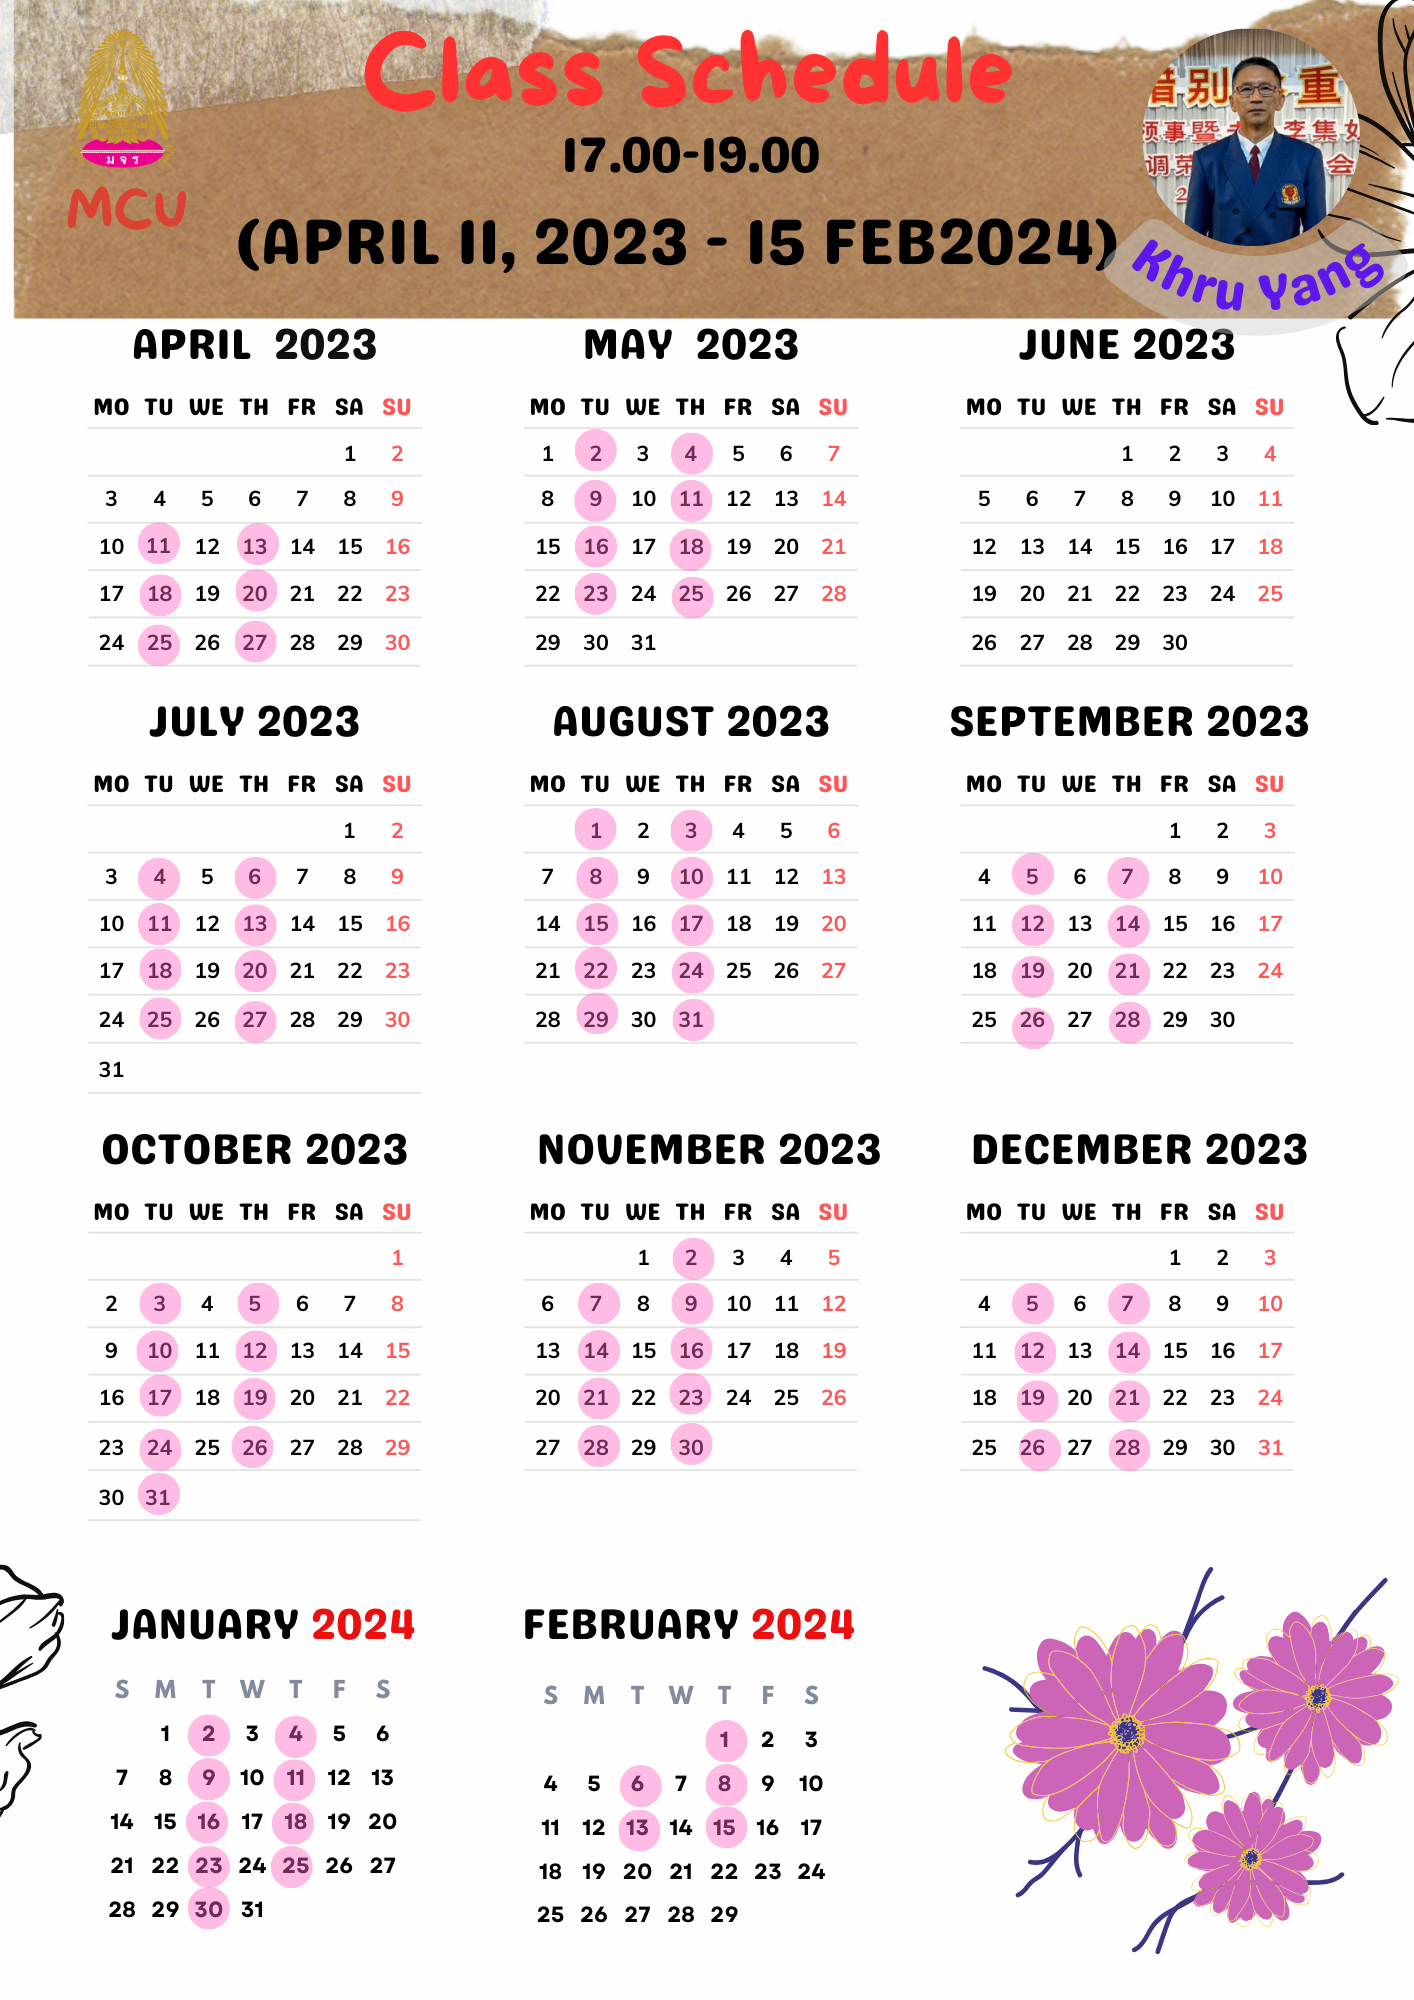 Class Schedule
17.00-19.00
(APRIL 11, 2023 - 15 FEB2024)
มจร
MCU
惜别 重
领事暨 李集如
调荣 会
2
Khru Yang
APRIL 2023
MO TU WE TH FR SA SU
1 2
3 4 5 6 7 8 9
10 11 12 13 14 15 16
17 18 19 20 21 22 23
24 25 26 27 28 29 30
MAY 2023
MO TU WE TH FR SA SU
1 2 3 4 5 6 7
8 9 10 11 12 13 14
15 16 17 18 19 20 21
22 23 24 25 26 27 28
29 30 31
JUNE 2023
MO TU WE TH FR SA SU
1 2 3 4
5 6 7 8 9 10 11
12 13 14 15 16 17 18
19 20 21 22 23 24 25
26 27 28 29 30
JULY 2023
MO TU WE TH FR SA SU
1 2
3 4 5 6 7 8 9
10 11 12 13 14 15 16
17 18 19 20 21 22 23
24 25 26 27 28 29 30
31
AUGUST 2023
MO TU WE TH FR SA SU
1 2 3 4 5 6
7 8 9 10 11 12 13
14 15 16 17 18 19 20
21 22 23 24 25 26 27
28 29 30 31
SEPTEMBER 2023
MO TU WE TH FR SA SU
1 2 3
4 5 6 7 8 9 10
11 12 13 14 15 16 17
18 19 20 21 22 23 24
25 26 27 28 29 30
OCTOBER 2023
MO TU WE TH FR SA SU
1
2 3 4 5 6 7 8
9 10 11 12 13 14 15
16 17 18 19 20 21 22
23 24 25 26 27 28 29
30 31
NOVEMBER 2023
MO TU WE TH FR SA SU
1 2 3 4 5
6 7 8 9 10 11 12
13 14 15 16 17 18 19
20 21 22 23 24 25 26
27 28 29 30
DECEMBER 2023
MO TU WE TH FR SA SU
1 2 3
4 5 6 7 8 9 10
11 12 13 14 15 16 17
18 19 20 21 22 23 24
25 26 27 28 29 30 31
JANUARY 2024
S M T W T F S
1 2 3 4 5 6
7 8 9 10 11 12 13
14 15 16 17 18 19 20
21 22 23 24 25 26 27
28 29 30 31
FEBRUARY 2024
S M T W T F S
1 2 3
4 5 6 7 8 9 10
11 12 13 14 15 16 17
18 19 20 21 22 23 24
25 26 27 28 29